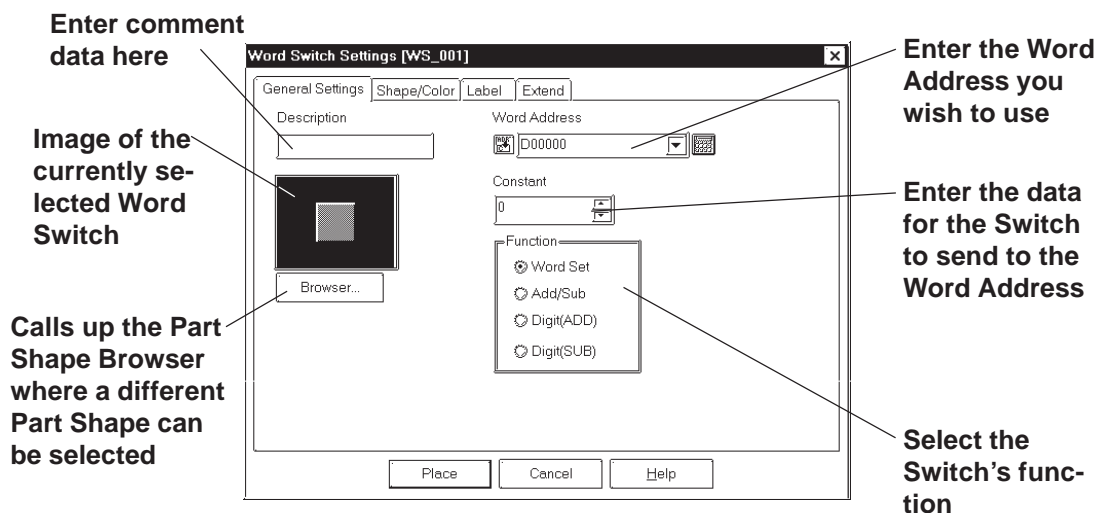 Enter comment
data here
Word Switch Settings [WS_001]
General Settings Shape/Color Label Extend
Description
Word Address
D00000
Constant
0
Function
Word Set
Add/Sub
Digit(ADD)
Digit(SUB)
Browser...
Place Cancel Help
Image of the
currently se-
lected Word
Switch
Calls up the Part
Shape Browser
where a different
Part Shape can
be selected
Enter the Word
Address you
wish to use
Enter the data
for the Switch
to send to the
Word Address
Select the
Switch's func-
tion